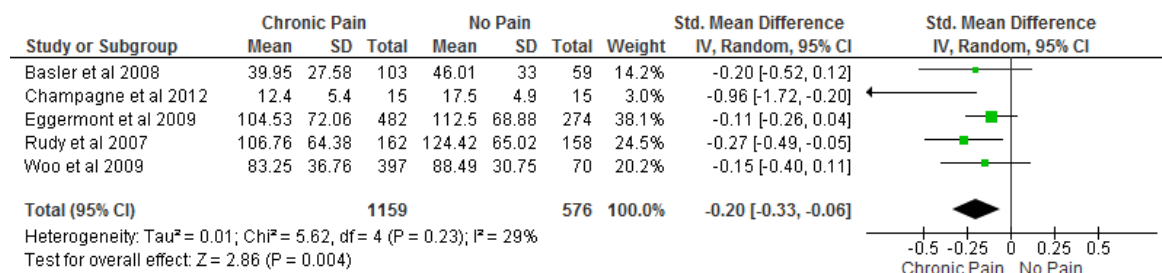 Chronic Pain No Pain Std. Mean Difference Std. Mean Difference
Study or Subgroup Mean SD Total Mean SD Total Weight IV, Random, 95% CI IV, Random, 95% CI
Basler et al 2008 39.95 27.58 103 46.01 33 59 14.2% -0.20 [-0.52, 0.12]
Champagne et al 2012 12.4 5.4 15 17.5 4.9 15 3.0% -0.96 [-1.72, -0.20]
Eggermont et al 2009 104.53 72.06 482 112.5 68.88 274 38.1% -0.11 [-0.26, 0.04]
Rudy et al 2007 106.76 64.38 162 124.42 65.02 158 24.5% -0.27 [-0.49, -0.05]
Woo et al 2009 83.25 36.76 397 88.49 30.75 70 20.2% -0.15 [-0.40, 0.11]
Total (95% CI) 1159 576 100.0% -0.20 [-0.33, -0.06]
Heterogeneity: Tau² = 0.01; Chi² = 5.62, df = 4 (P = 0.23); I² = 29%
Test for overall effect: Z = 2.86 (P = 0.004)
-0.5 -0.25 0 0.25 0.5
Chronic Pain No Pain